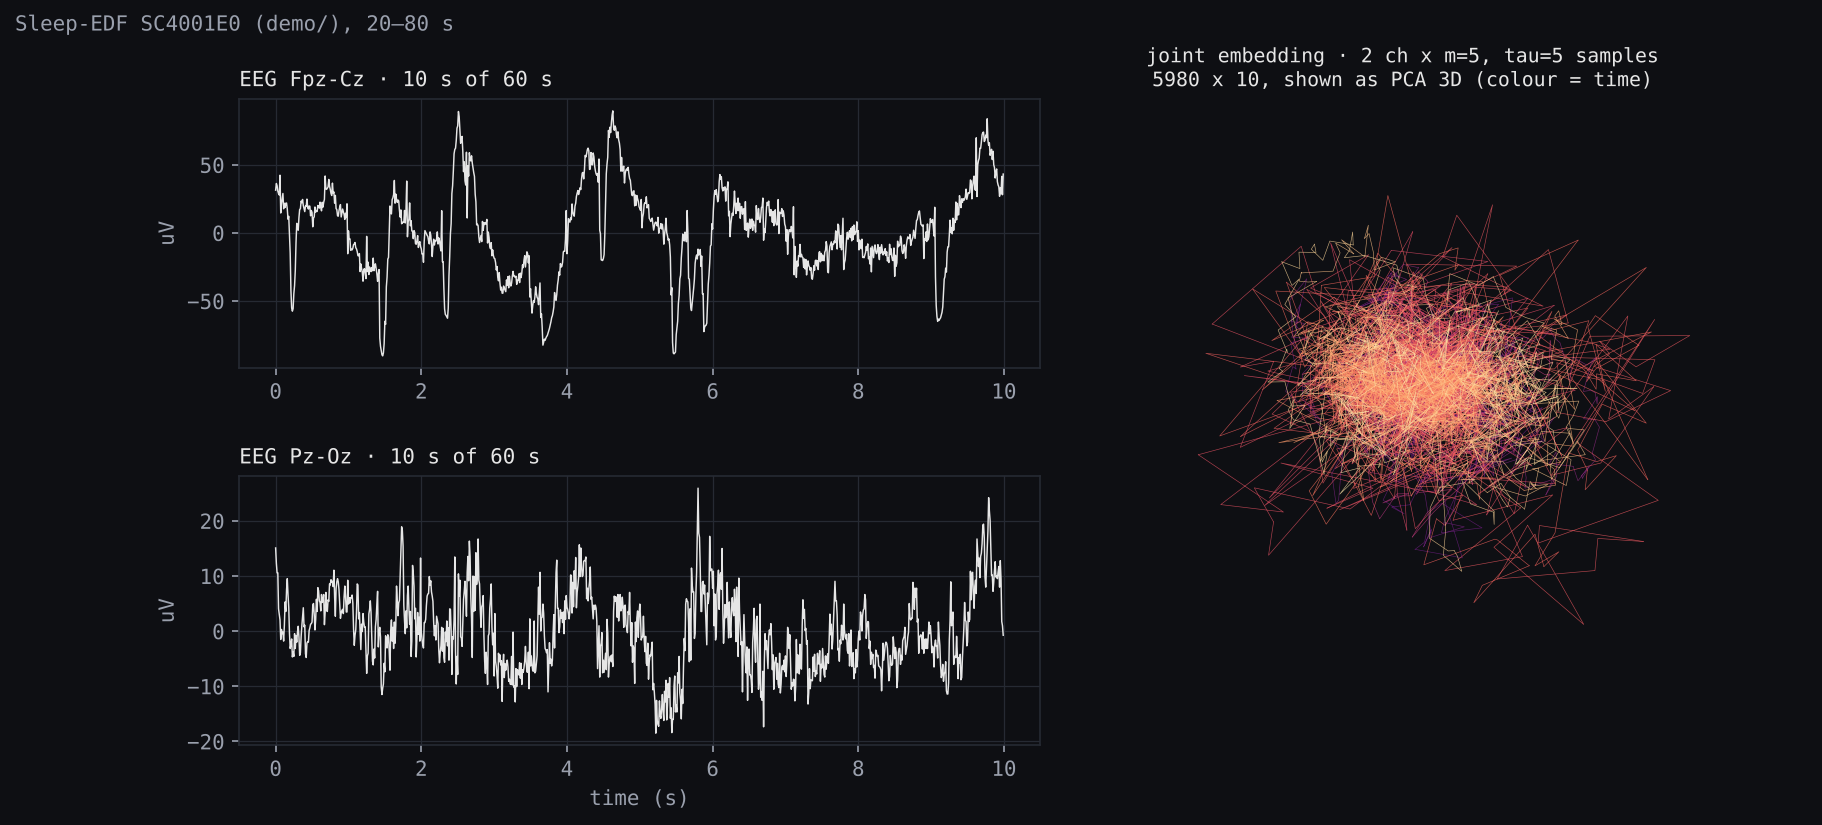 Sleep-EDF SC4001E0 (demo/), 20–80 s
EEG Fpz-Cz · 10 s of 60 s
50
0
−50
uV
0 2 4 6 8 10
EEG Pz-Oz · 10 s of 60 s
20
10
0
−10
−20
uV
0 2 4 6 8 10
time (s)
joint embedding · 2 ch x m=5, tau=5 samples
5980 x 10, shown as PCA 3D (colour = time)